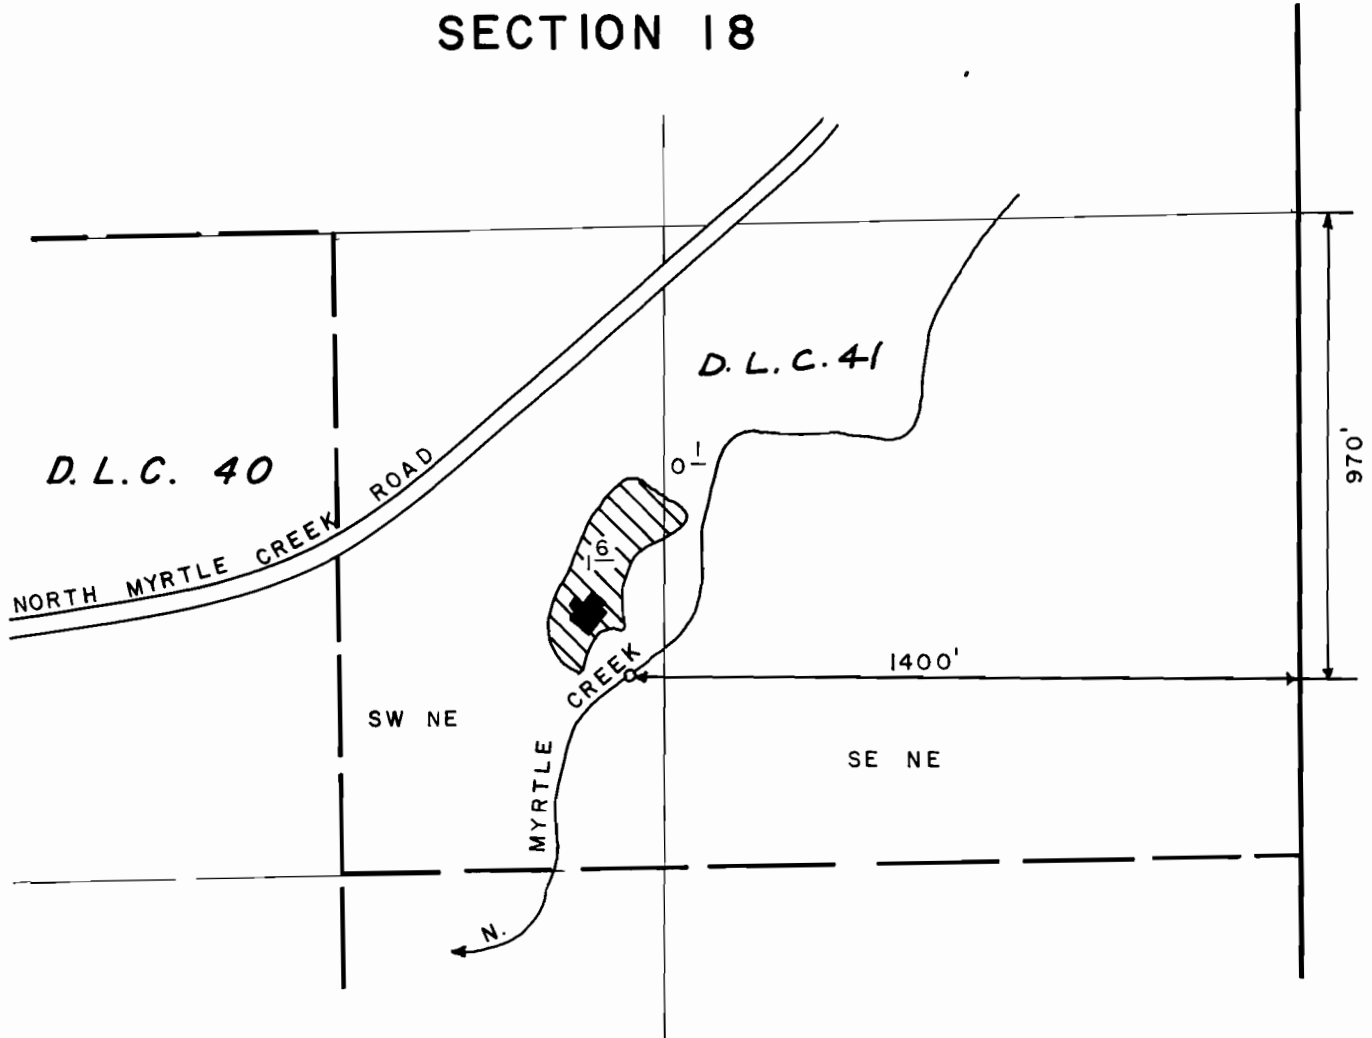 SECTION 18
D. L. C. 41
970'
D. L. C. 40
NORTH MYRTLE CREEK ROAD
0 1
1 6
1400'
SW NE
SE NE
N. MYRTLE CREEK